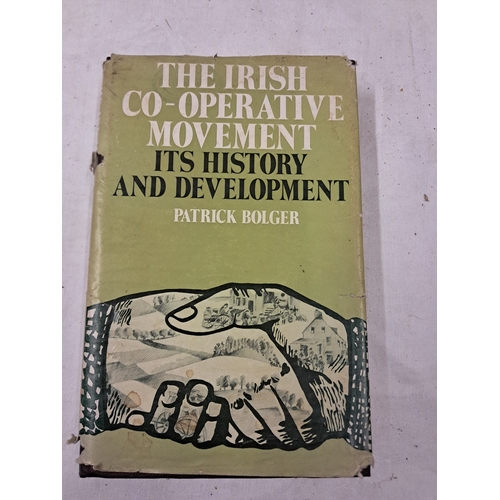 THE IRISH
CO-OPERATIVE
MOVEMENT
ITS HISTORY
AND DEVELOPMENT
PATRICK BOLGER